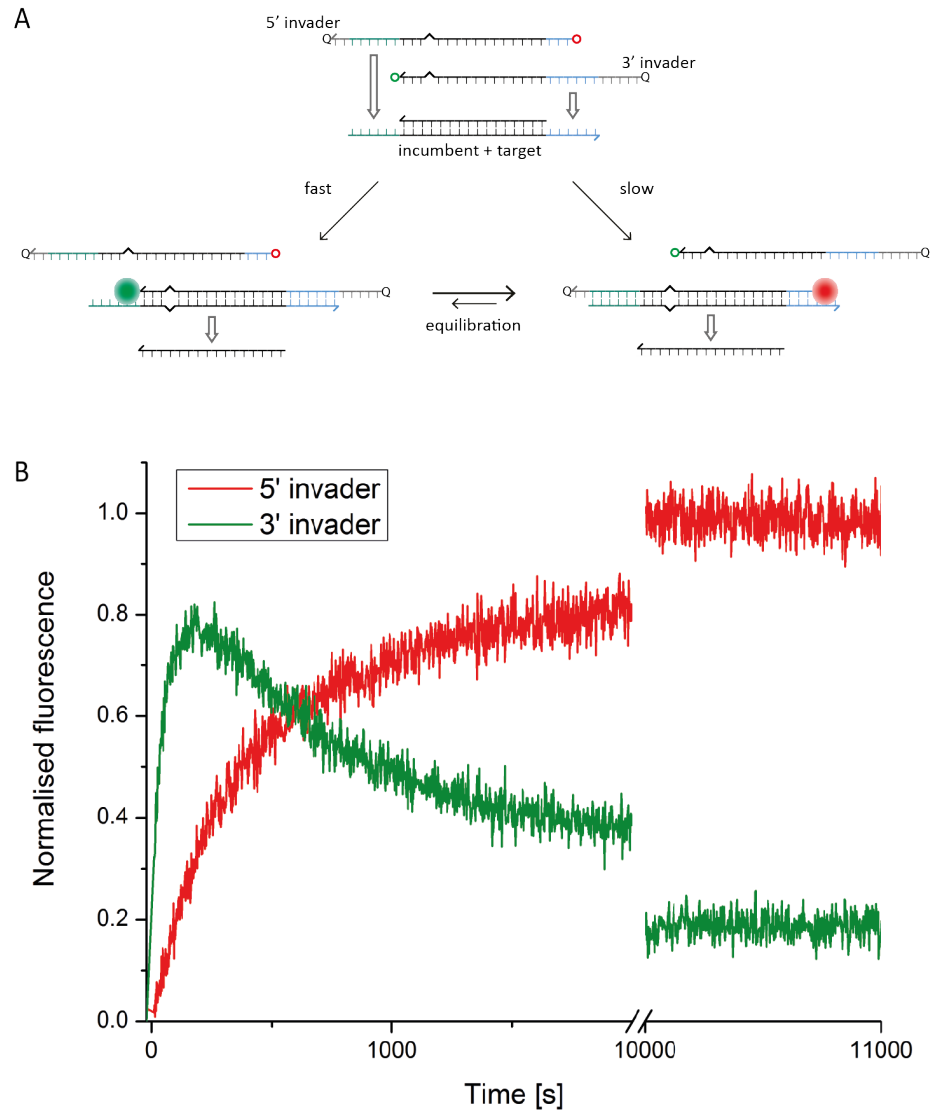 A
5’ invader
Q
3’ invader
Q
incumbent + target
fast
slow
Q
Q
Q
Q
equilibration
B
5' invader
3' invader
Normalised fluorescence
1.0
0.8
0.6
0.4
0.2
0.0
0
1000
10000
11000
Time [s]